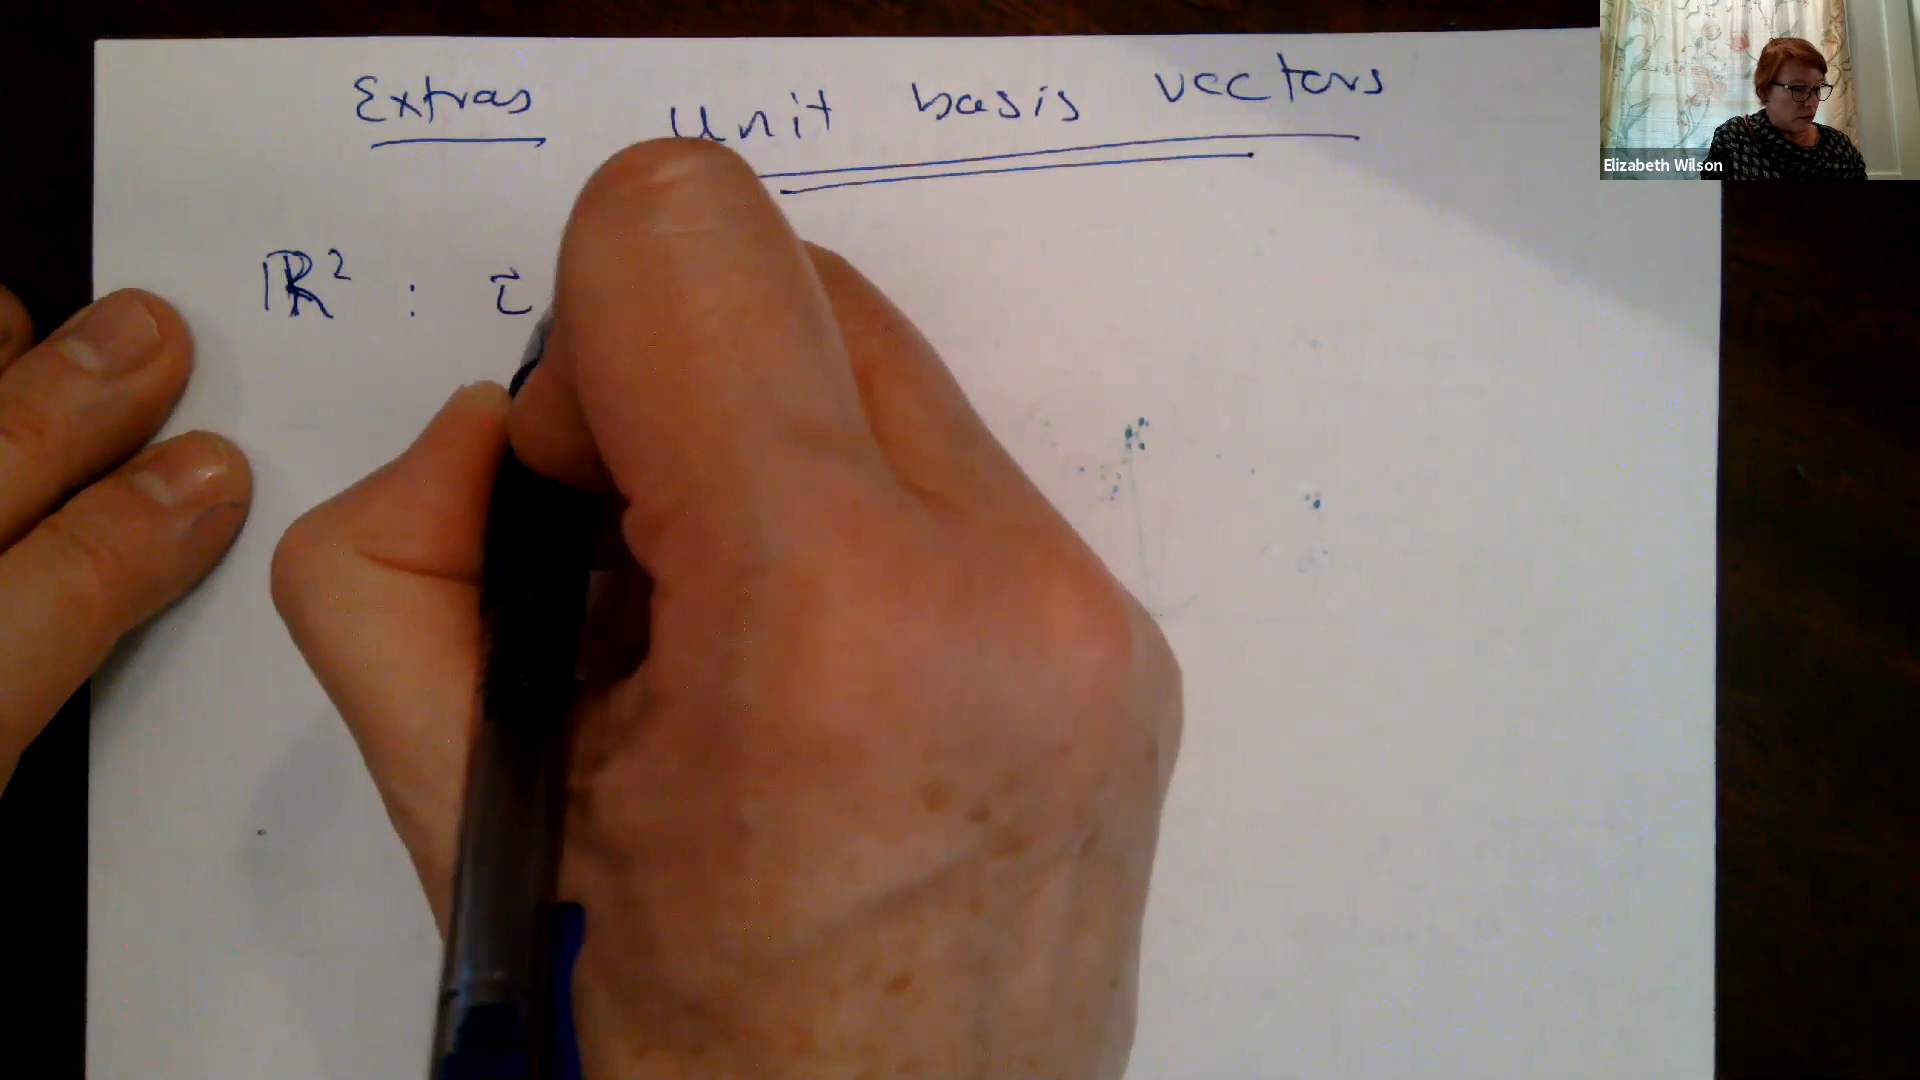 Extras Unit basis vectors
Elizabeth Wilson
ℝ² : i